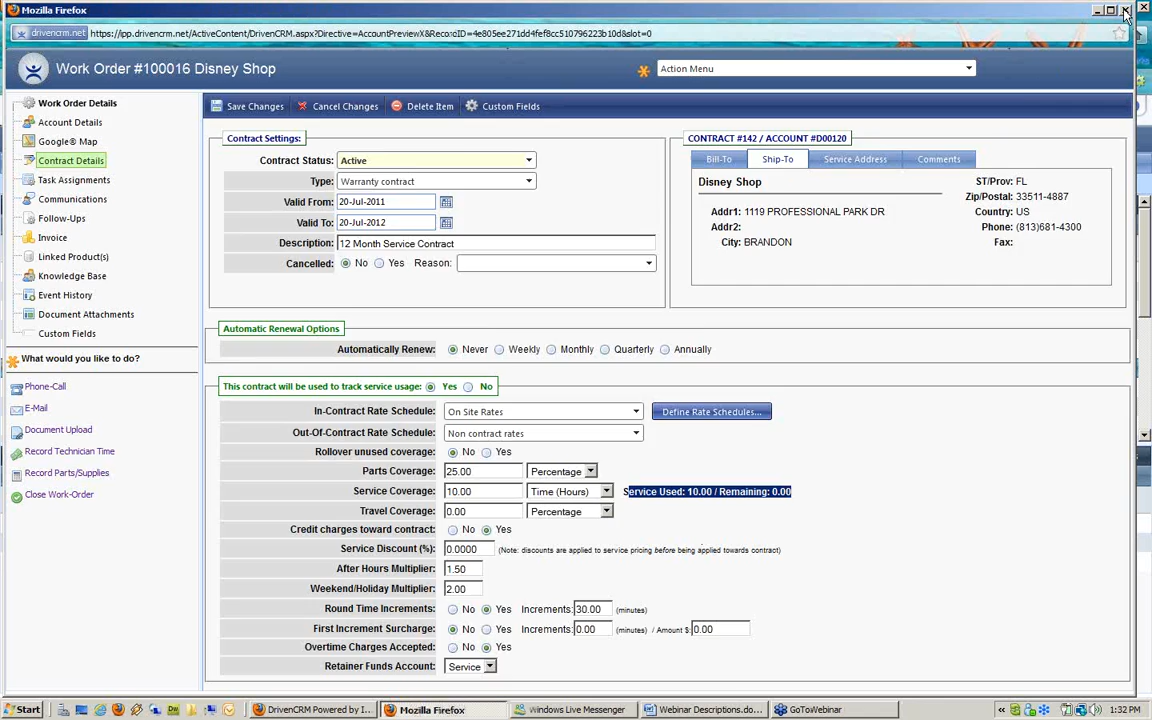 Mozilla Firefox
drivencrm.net https://ipp.drivencrm.net/ActiveContent/DrivenCRM.aspx?Directive=AccountPreviewX&RecordID=4e805ee271dd4fef8cc510796223b10d&slot=0
Work Order #100016 Disney Shop
Action Menu
Work Order Details
Account Details
Google® Map
Contract Details
Task Assignments
Communications
Follow-Ups
Invoice
Linked Product(s)
Knowledge Base
Event History
Document Attachments
Custom Fields
What would you like to do?
Phone-Call
E-Mail
Document Upload
Record Technician Time
Record Parts/Supplies
Close Work-Order
Save Changes Cancel Changes Delete Item Custom Fields
Contract Settings:
Contract Status: Active
Type: Warranty contract
Valid From: 20-Jul-2011
Valid To: 20-Jul-2012
Description: 12 Month Service Contract
Cancelled: No Yes Reason:
CONTRACT #142 / ACCOUNT #D00120
Bill-To Ship-To Service Address Comments
Disney Shop
Addr1: 1119 PROFESSIONAL PARK DR
Addr2:
City: BRANDON
ST/Prov: FL
Zip/Postal: 33511-4887
Country: US
Phone: (813)681-4300
Fax:
Automatic Renewal Options
Automatically Renew: Never Weekly Monthly Quarterly Annually
This contract will be used to track service usage: Yes No
In-Contract Rate Schedule: On Site Rates Define Rate Schedules...
Out-Of-Contract Rate Schedule: Non contract rates
Rollover unused coverage: No Yes
Parts Coverage: 25.00 Percentage
Service Coverage: 10.00 Time (Hours) Service Used: 10.00 / Remaining: 0.00
Travel Coverage: 0.00 Percentage
Credit charges toward contract: No Yes
Service Discount (%): 0.0000 (Note: discounts are applied to service pricing before being applied towards contract)
After Hours Multiplier: 1.50
Weekend/Holiday Multiplier: 2.00
Round Time Increments: No Yes Increments: 30.00 (minutes)
First Increment Surcharge: No Yes Increments: 0.00 (minutes) / Amount $: 0.00
Overtime Charges Accepted: No Yes
Retainer Funds Account: Service
Start DrivenCRM Powered by I... Mozilla Firefox Windows Live Messenger Webinar Descriptions.do... GoToWebinar 1:32 PM